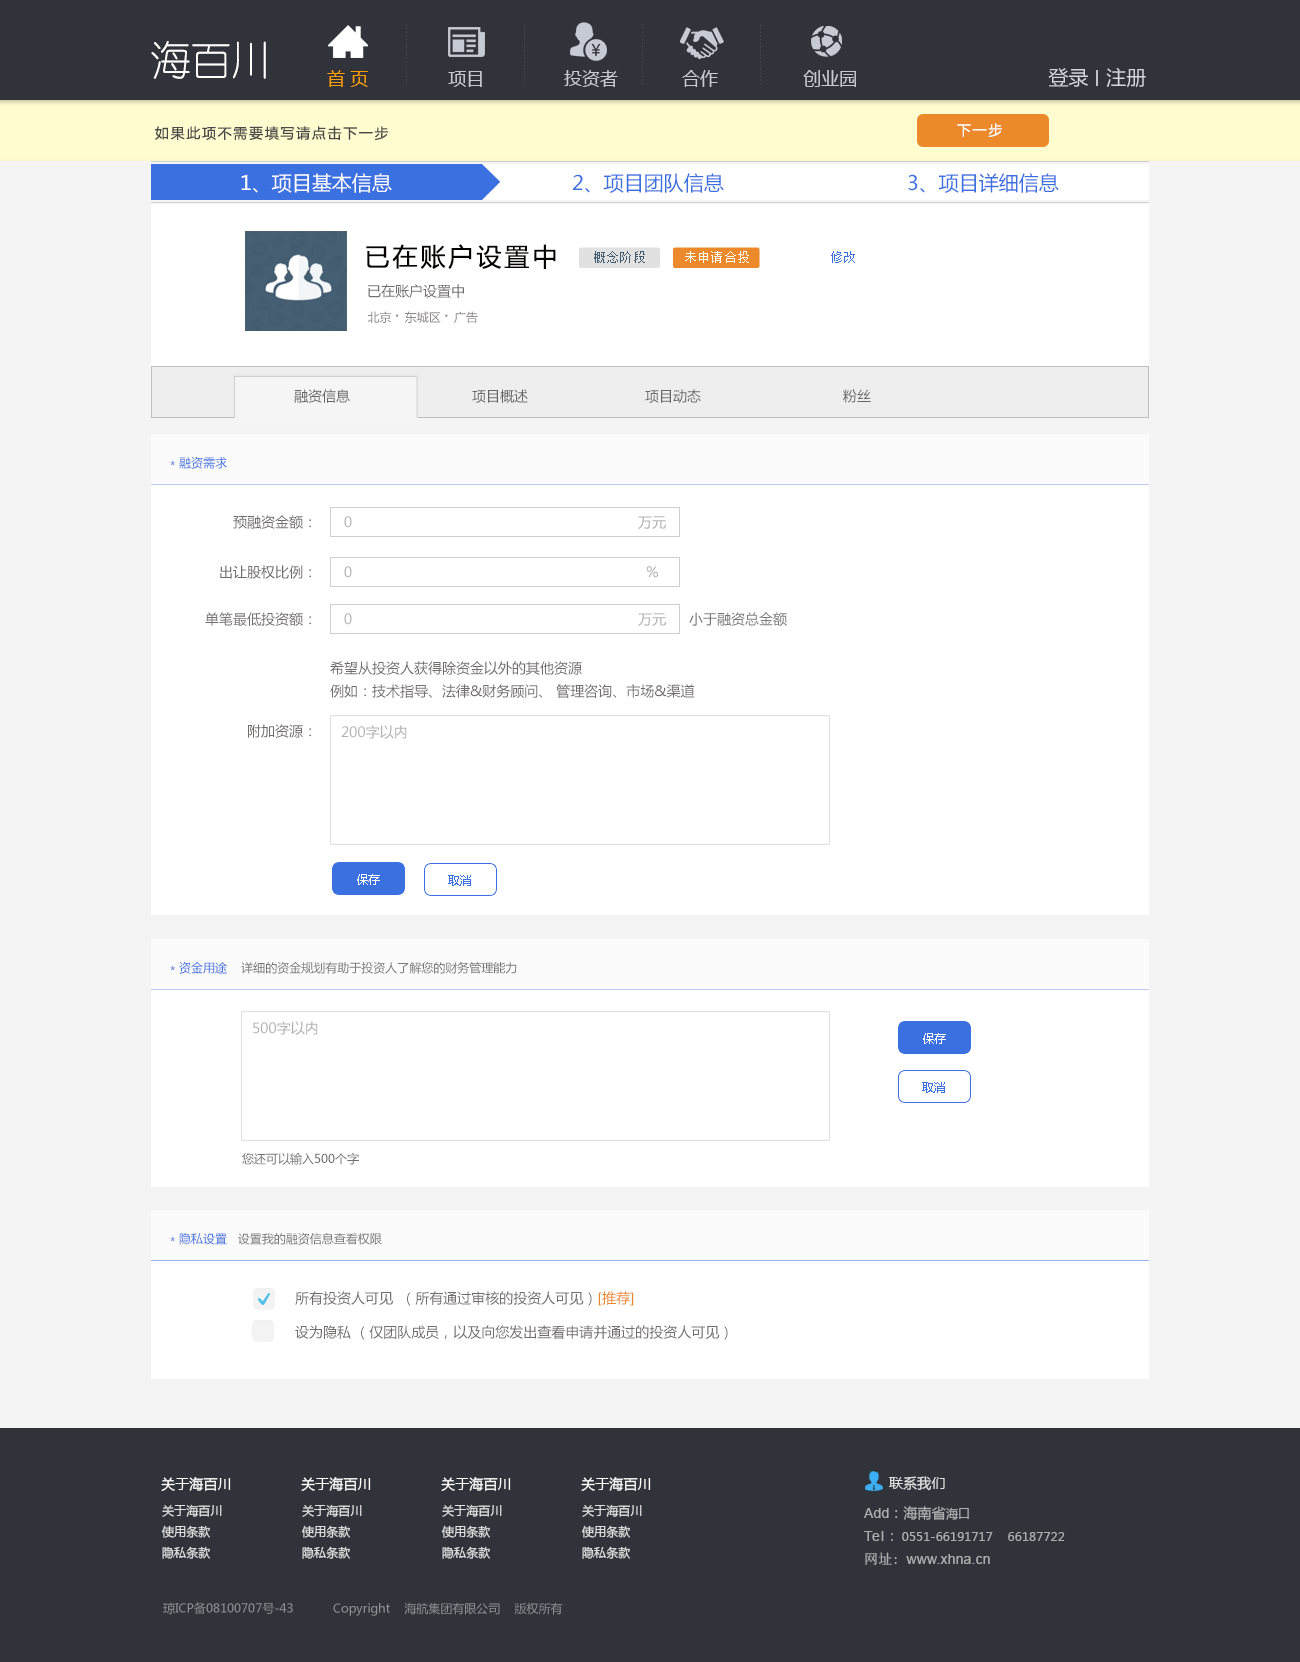 海百川
首 页
项目
投资者
合作
创业园
登录 | 注册
如果此项不需要填写请点击下一步
下一步
1、项目基本信息
2、项目团队信息
3、项目详细信息
已在账户设置中
概念阶段
未申请合投
修改
已在账户设置中
北京 · 东城区 · 广告
融资信息
项目概述
项目动态
粉丝
* 融资需求
预融资金额：
0
万元
出让股权比例：
0
%
单笔最低投资额：
0
万元
小于融资总金额
希望从投资人获得除资金以外的其他资源
例如：技术指导、法律&财务顾问、 管理咨询、市场&渠道
附加资源：
200字以内
保存
取消
* 资金用途
详细的资金规划有助于投资人了解您的财务管理能力
500字以内
保存
取消
您还可以输入500个字
* 隐私设置
设置我的融资信息查看权限
所有投资人可见 （ 所有通过审核的投资人可见 ）[推荐]
设为隐私 （ 仅团队成员，以及向您发出查看申请并通过的投资人可见 ）
关于海百川
关于海百川
使用条款
隐私条款
关于海百川
关于海百川
使用条款
隐私条款
关于海百川
关于海百川
使用条款
隐私条款
关于海百川
关于海百川
使用条款
隐私条款
联系我们
Add：海南省海口
Tel： 0551-66191717 66187722
网址： www.xhna.cn
琼ICP备08100707号-43
Copyright 海航集团有限公司 版权所有